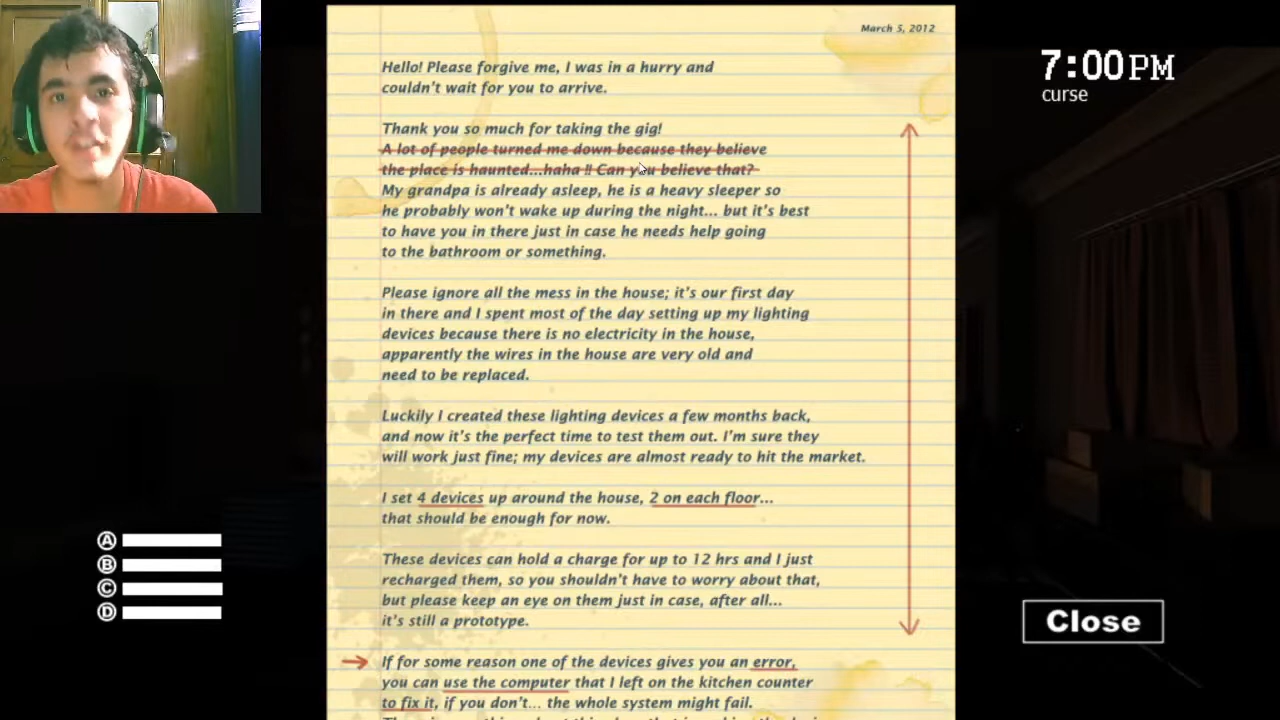 March 5, 2012
7:00 PM
curse
Hello! Please forgive me, I was in a hurry and
couldn't wait for you to arrive.
Thank you so much for taking the gig!
A lot of people turned me down because they believe
the place is haunted...haha !! Can you believe that?
My grandpa is already asleep, he is a heavy sleeper so
he probably won't wake up during the night... but it's best
to have you in there just in case he needs help going
to the bathroom or something.
Please ignore all the mess in the house; it's our first day
in there and I spent most of the day setting up my lighting
devices because there is no electricity in the house,
apparently the wires in the house are very old and
need to be replaced.
Luckily I created these lighting devices a few months back,
and now it's the perfect time to test them out. I'm sure they
will work just fine; my devices are almost ready to hit the market.
I set 4 devices up around the house, 2 on each floor...
that should be enough for now.
These devices can hold a charge for up to 12 hrs and I just
recharged them, so you shouldn't have to worry about that,
but please keep an eye on them just in case, after all...
it's still a prototype.
If for some reason one of the devices gives you an error,
you can use the computer that I left on the kitchen counter
to fix it, if you don't... the whole system might fail.
A
B
C
D
Close